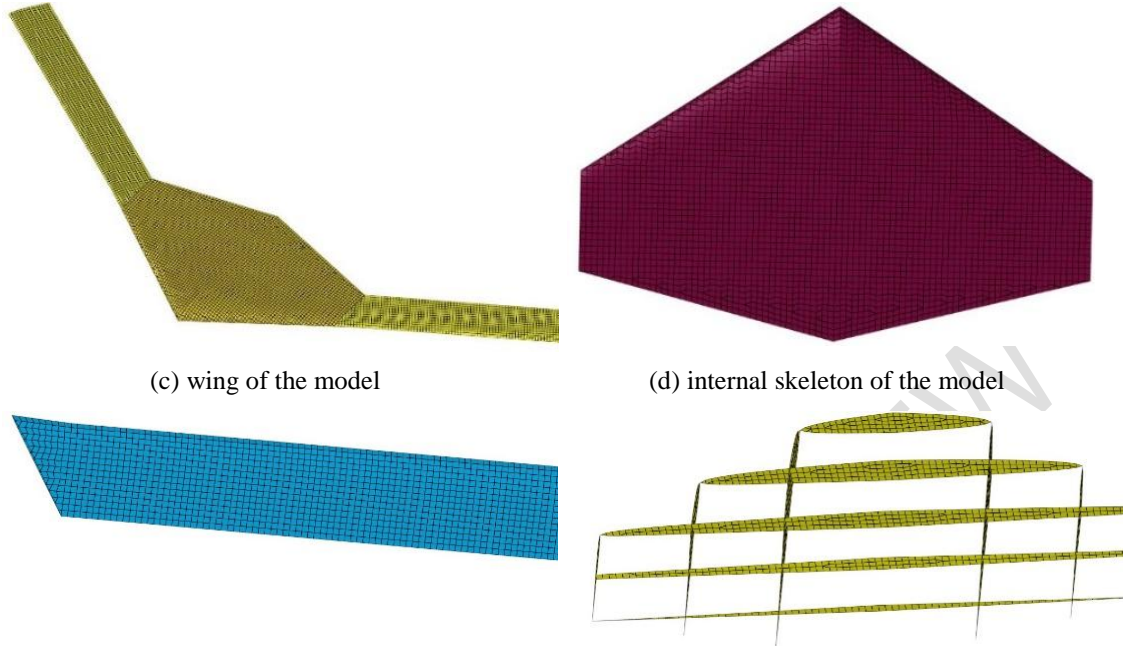 (c) wing of the model
(d) internal skeleton of the model